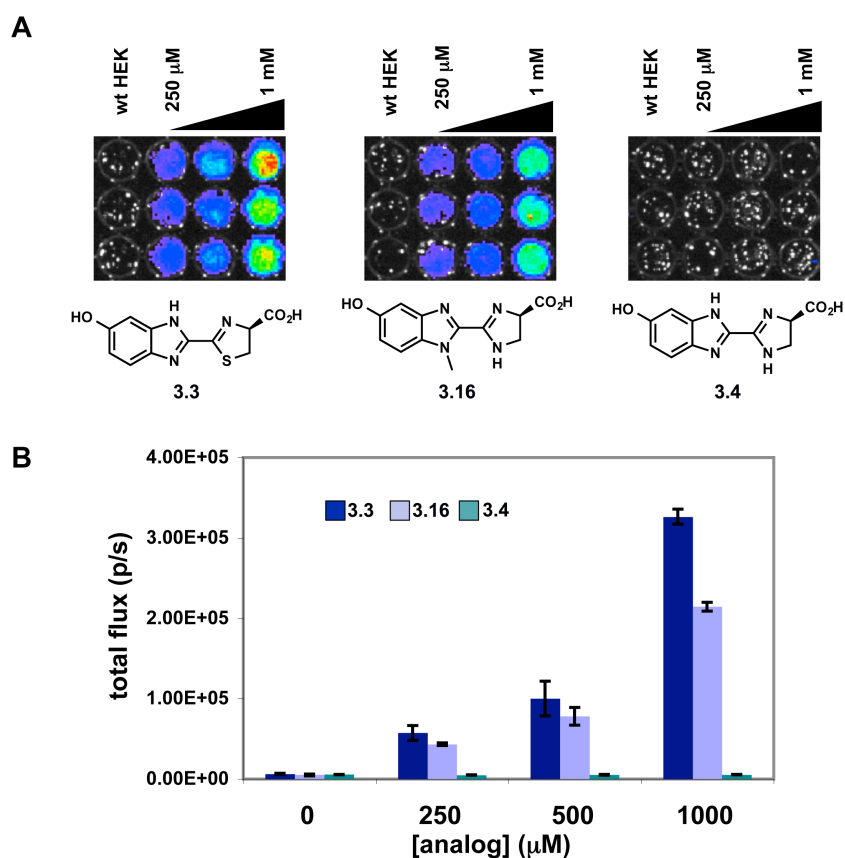 A
wt HEK 250 µM 1 mM
wt HEK 250 µM 1 mM
wt HEK 250 µM 1 mM
HO H N N N S CO₂H
3.3
HO N N N N H CO₂H
3.16
HO H N N N N H CO₂H
3.4
B
4.00E+05
3.00E+05
2.00E+05
1.00E+05
0.00E+00
total flux (p/s)
3.3 3.16 3.4
0 250 500 1000
[analog] (µM)